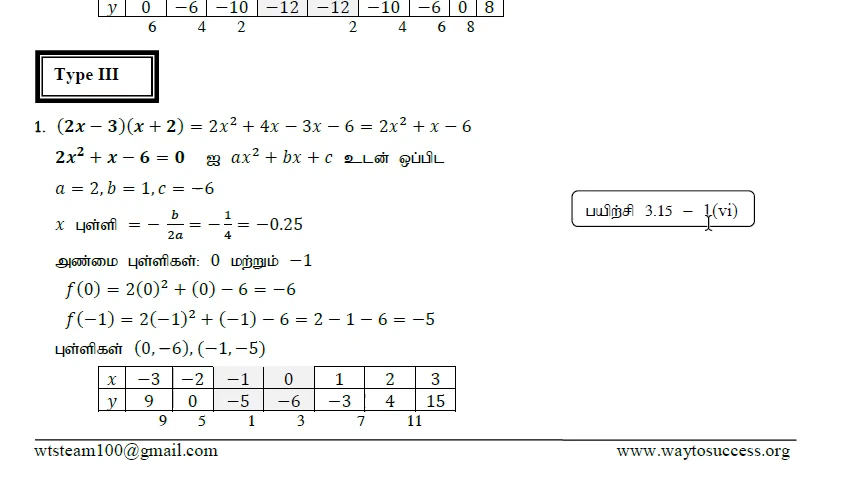 y 0 −6 −10 −12 −12 −10 −6 0 8
6 4 2 2 4 6 8
Type III
1. (2x − 3)(x + 2) = 2x² + 4x − 3x − 6 = 2x² + x − 6
2x² + x − 6 = 0 ஐ ax² + bx + c உடன் ஒப்பிட
a = 2, b = 1, c = −6
x புள்ளி = − b/2a = − 1/4 = −0.25
பயிற்சி 3.15 − 1(vi)
அண்மை புள்ளிகள்: 0 மற்றும் −1
f(0) = 2(0)² + (0) − 6 = −6
f(−1) = 2(−1)² + (−1) − 6 = 2 − 1 − 6 = −5
புள்ளிகள் (0, −6), (−1, −5)
x −3 −2 −1 0 1 2 3
y 9 0 −5 −6 −3 4 15
9 5 1 3 7 11
wtsteam100@gmail.com www.waytosuccess.org